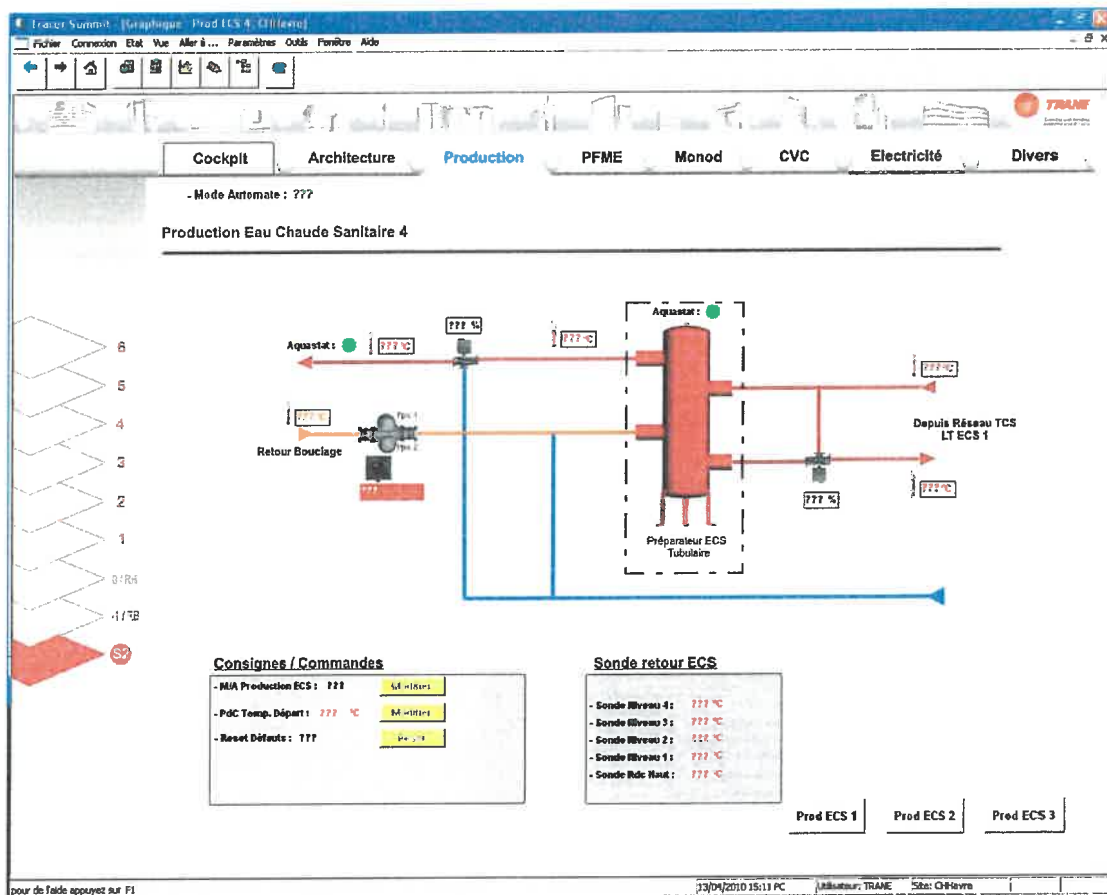 Tracer Summit - [Graphique : Prod ECS 4, CHHavre]
Fichier Connexion Etat Vue Aller à ... Paramètres Outils Fenêtre Aide
TRANE
Cockpit Architecture Production PFME Monod CVC Electricité Divers
- Mode Automate : ???
Production Eau Chaude Sanitaire 4
Aquastat :
??? %
Aquastat :
??? °C
??? °C
??? °C
??? °C
Retour Bouclage
???
Depuis Réseau TCS
LT ECS 1
??? °C
??? %
Préparateur ECS
Tubulaire
6
5
4
3
2
1
S2
Consignes / Commandes
- M/A Production ECS : ??? Modifier
- PdC Temp. Départ : ??? °C Modifier
- Reset Défauts : ???
Sonde retour ECS
- Sonde Niveau 4 : ??? °C
- Sonde Niveau 3 : ??? °C
- Sonde Niveau 2 : ??? °C
- Sonde Niveau 1 : ??? °C
- Sonde Rdc Haut : ??? °C
Prod ECS 1 Prod ECS 2 Prod ECS 3
pour de l'aide appuyez sur F1
13/04/2010 15:11 PC Utilisateur: TRANE Site: CHHavre